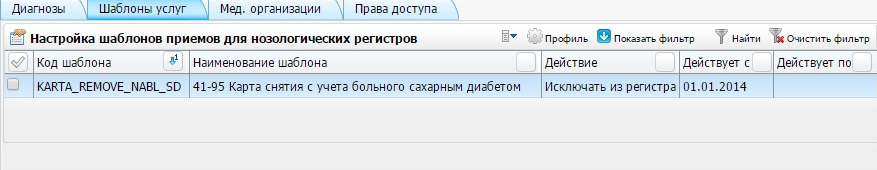 Диагнозы Шаблоны услуг Мед. организации Права доступа
Настройка шаблонов приемов для нозологических регистров Профиль Показать фильтр Найти Очистить фильтр
Код шаблона Наименование шаблона Действие Действует с Действует по
KARTA_REMOVE_NABL_SD 41-95 Карта снятия с учета больного сахарным диабетом Исключать из регистра 01.01.2014